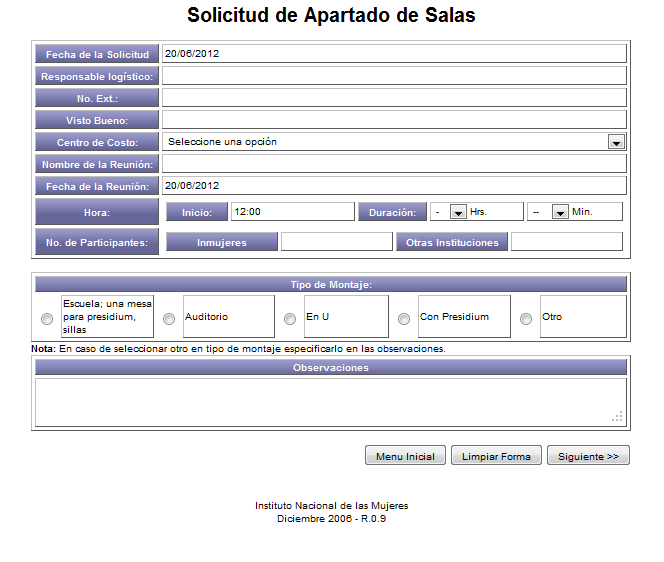 Solicitud de Apartado de Salas
Fecha de la Solicitud 20/06/2012
Responsable logístico:
No. Ext.:
Visto Bueno:
Centro de Costo: Seleccione una opción
Nombre de la Reunión:
Fecha de la Reunión: 20/06/2012
Hora: Inicio: 12:00 Duración: - Hrs. -- Min.
No. de Participantes: Inmujeres Otras Instituciones
Tipo de Montaje:
Escuela; una mesa
para presidium,
sillas
Auditorio
En U
Con Presidium
Otro
Nota: En caso de seleccionar otro en tipo de montaje especificarlo en las observaciones.
Observaciones
Menu Inicial Limpiar Forma Siguiente >>
Instituto Nacional de las Mujeres
Diciembre 2006 - R.0.9